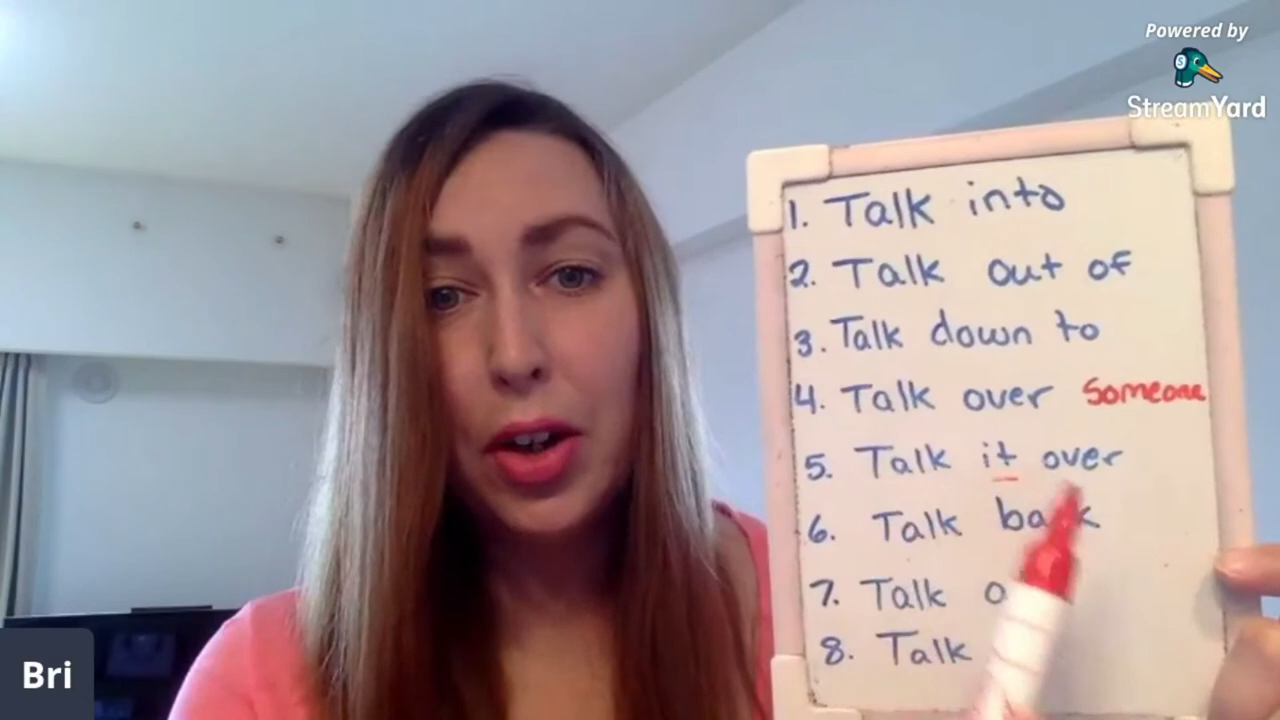 Powered by
StreamYard
1. Talk into
2. Talk out of
3. Talk down to
4. Talk over Someone
5. Talk it over
6. Talk back
7. Talk
8. Talk
Bri